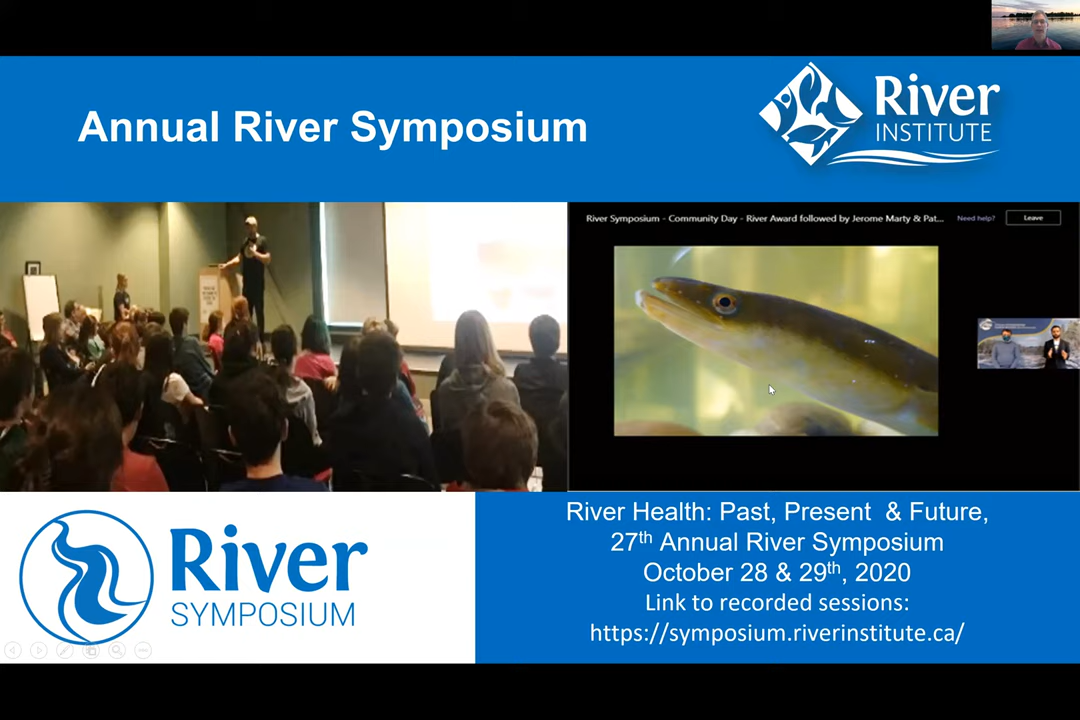 Annual River Symposium
River
INSTITUTE
River Symposium - Community Day - River Award followed by Jerome Marty & Pat...
Need help?
Leave
River
SYMPOSIUM
River Health: Past, Present & Future,
27th Annual River Symposium
October 28 & 29th, 2020
Link to recorded sessions:
https://symposium.riverinstitute.ca/